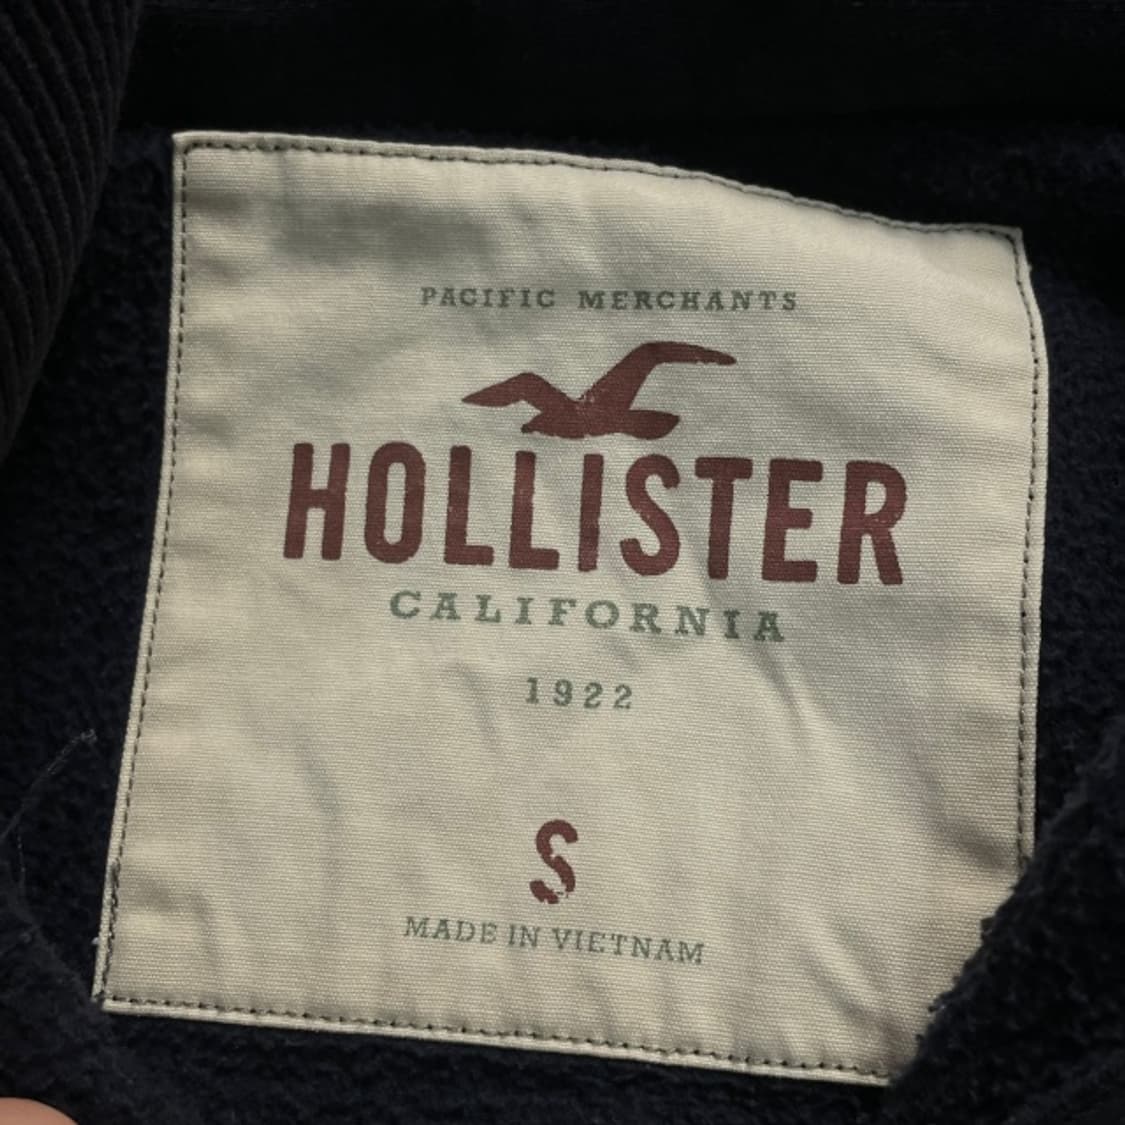 PACIFIC MERCHANTS
HOLLISTER
CALIFORNIA
1922
S
MADE IN VIETNAM